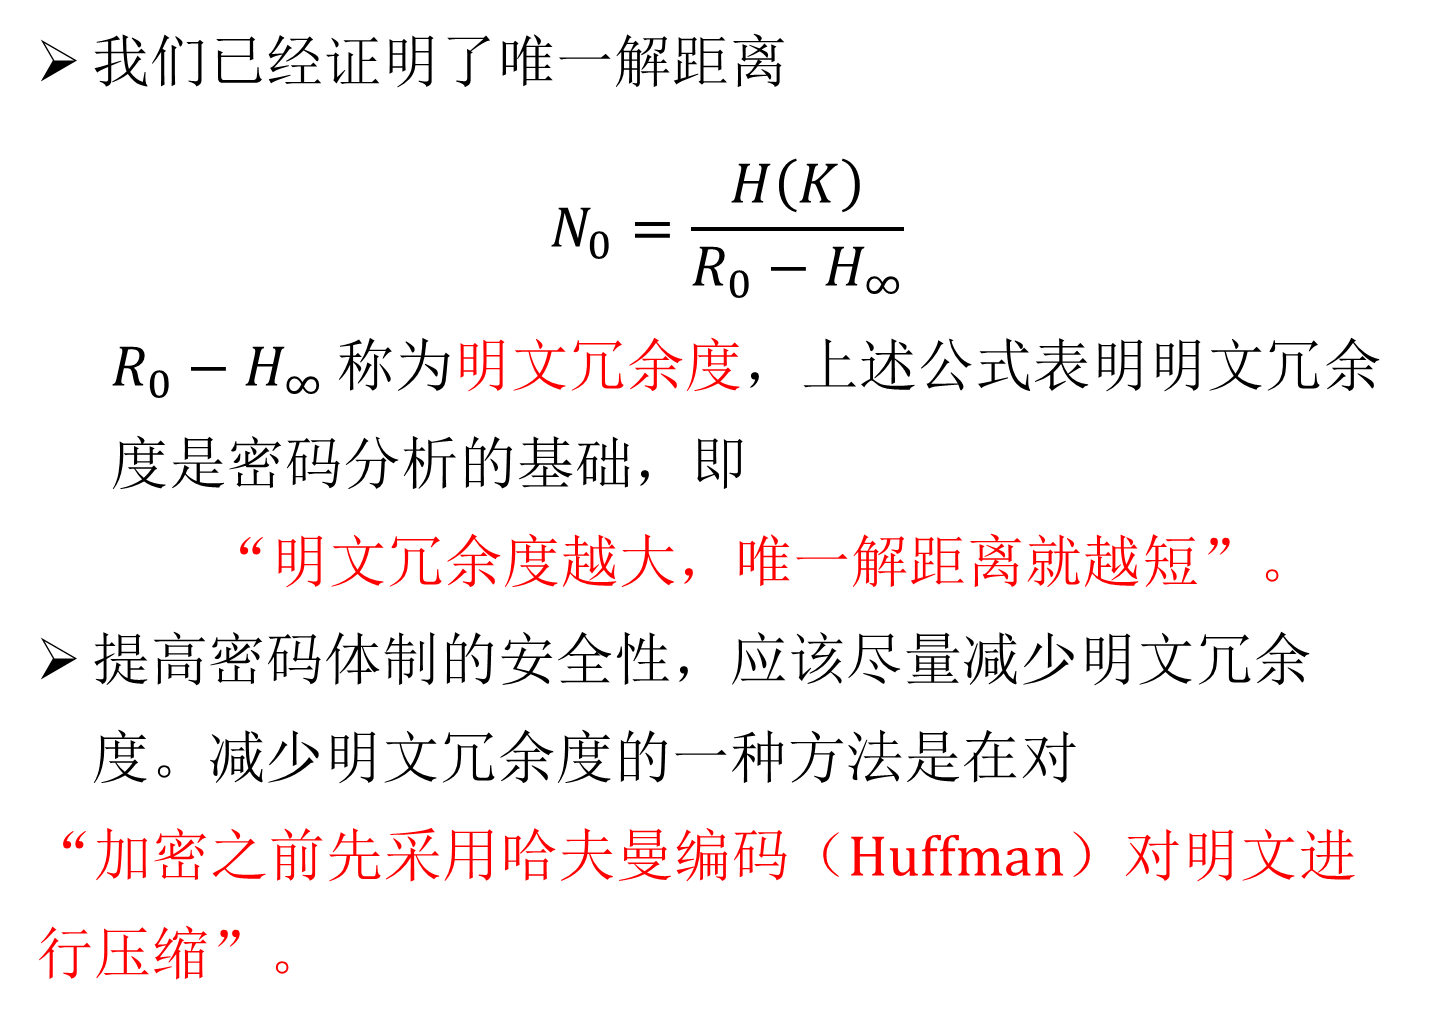 ➢ 我们已经证明了唯一解距离
N₀ = H(K) / (R₀ − H∞)
R₀ − H∞ 称为明文冗余度，上述公式表明明文冗余
度是密码分析的基础，即
“明文冗余度越大，唯一解距离就越短”。
➢ 提高密码体制的安全性，应该尽量减少明文冗余
度。减少明文冗余度的一种方法是在对
“加密之前先采用哈夫曼编码（Huffman）对明文进
行压缩”。